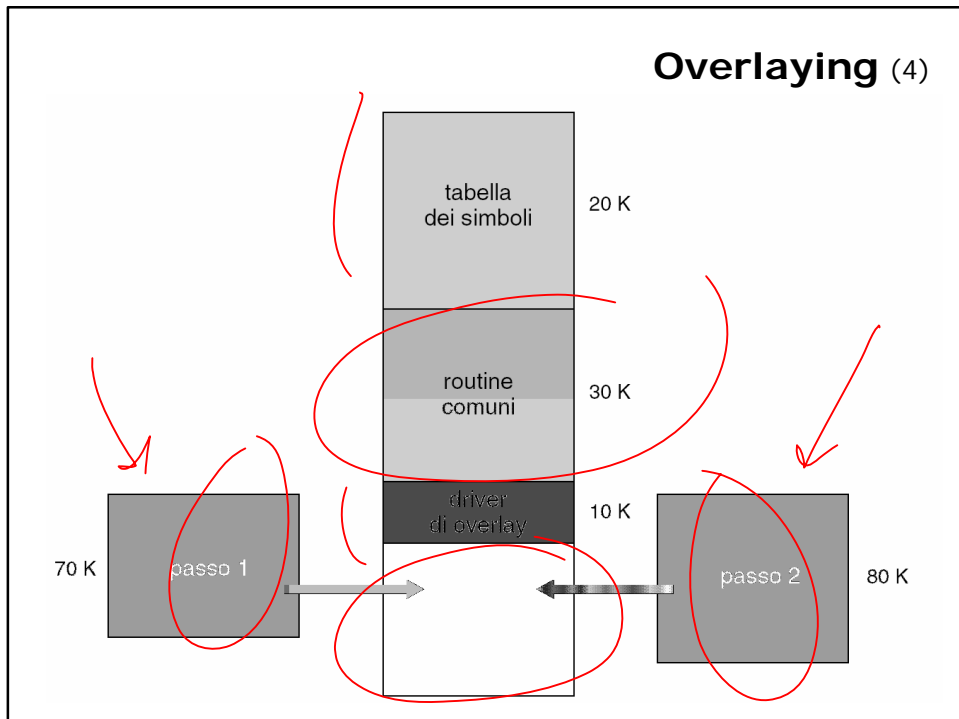 Overlaying (4)
tabella
dei simboli
20 K
routine
comuni
30 K
driver
di overlay
10 K
70 K
passo 1
passo 2
80 K